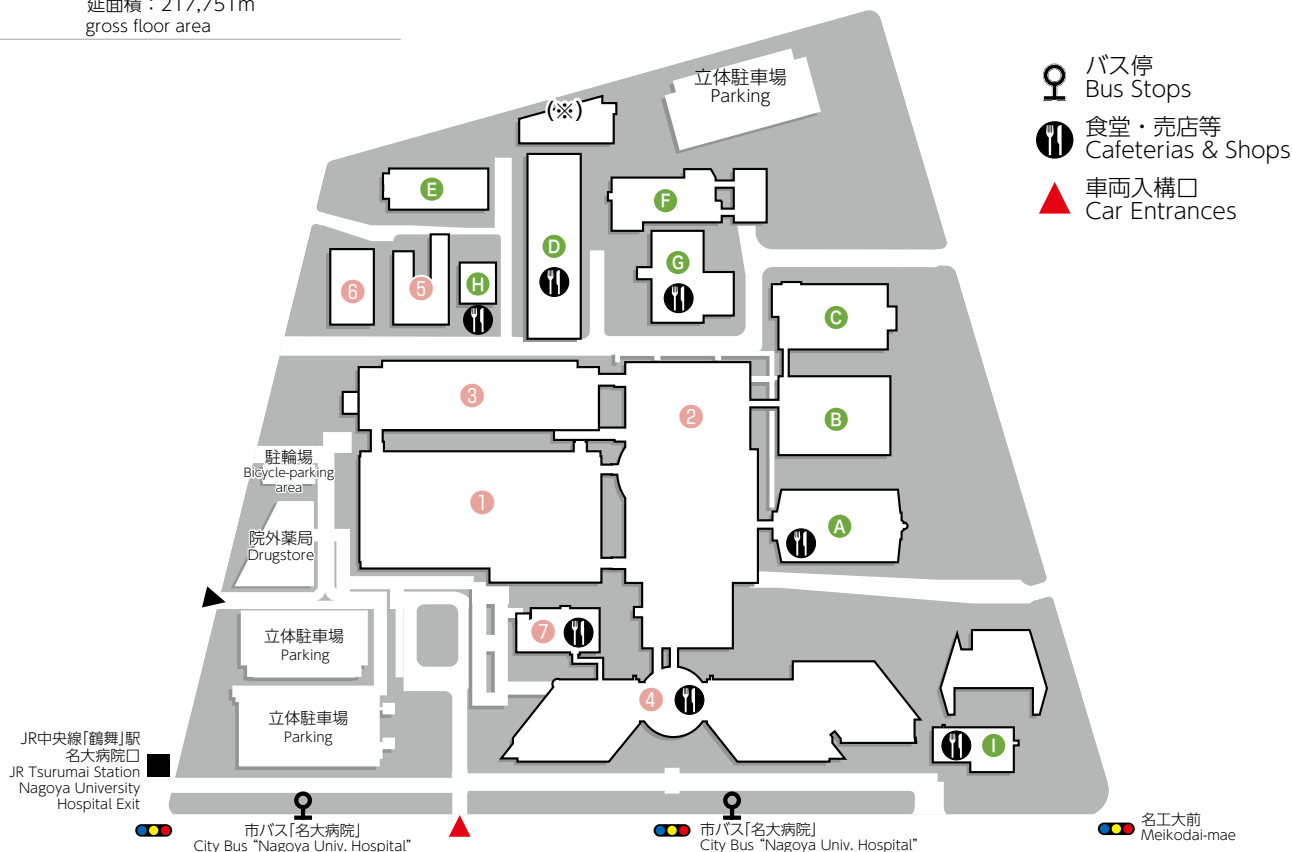 延面積：217,751m
gross floor area
バス停
Bus Stops
食堂・売店等
Cafeterias & Shops
車両入構口
Car Entrances
立体駐車場
Parking
(※)
E
F
D
G
H
6
5
C
3
2
B
1
A
駐輪場
Bicycle-parking
area
院外薬局
Drugstore
立体駐車場
Parking
7
4
立体駐車場
Parking
I
JR中央線「鶴舞」駅
名大病院口
JR Tsurumai Station
Nagoya University
Hospital Exit
市バス「名大病院」
City Bus “Nagoya Univ. Hospital”
市バス「名大病院」
City Bus “Nagoya Univ. Hospital”
名工大前
Meikodai-mae